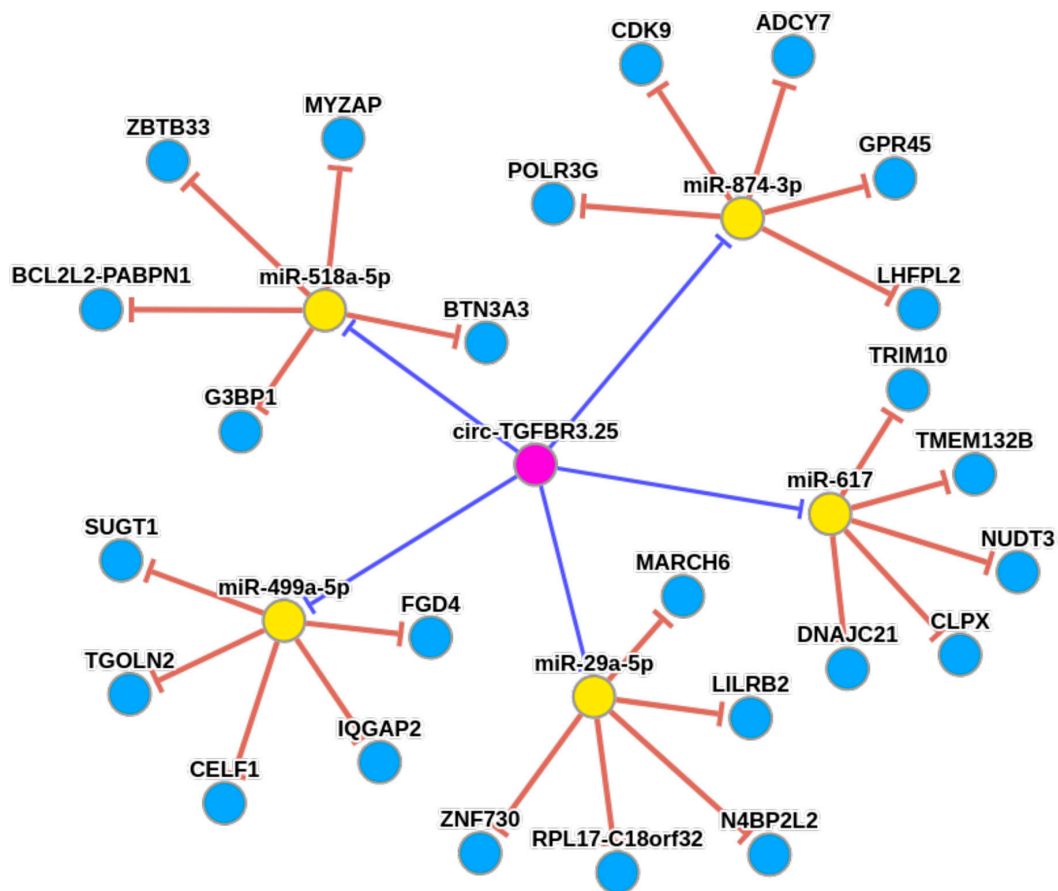 CDK9
ADCY7
MYZAP
ZBTB33
GPR45
POLR3G
miR-874-3p
BCL2L2-PABPN1
miR-518a-5p
LHFPL2
BTN3A3
TRIM10
G3BP1
circ-TGFBR3.25
TMEM132B
miR-617
SUGT1
NUDT3
MARCH6
miR-499a-5p
FGD4
CLPX
DNAJC21
TGOLN2
miR-29a-5p
LILRB2
IQGAP2
CELF1
ZNF730
N4BP2L2
RPL17-C18orf32